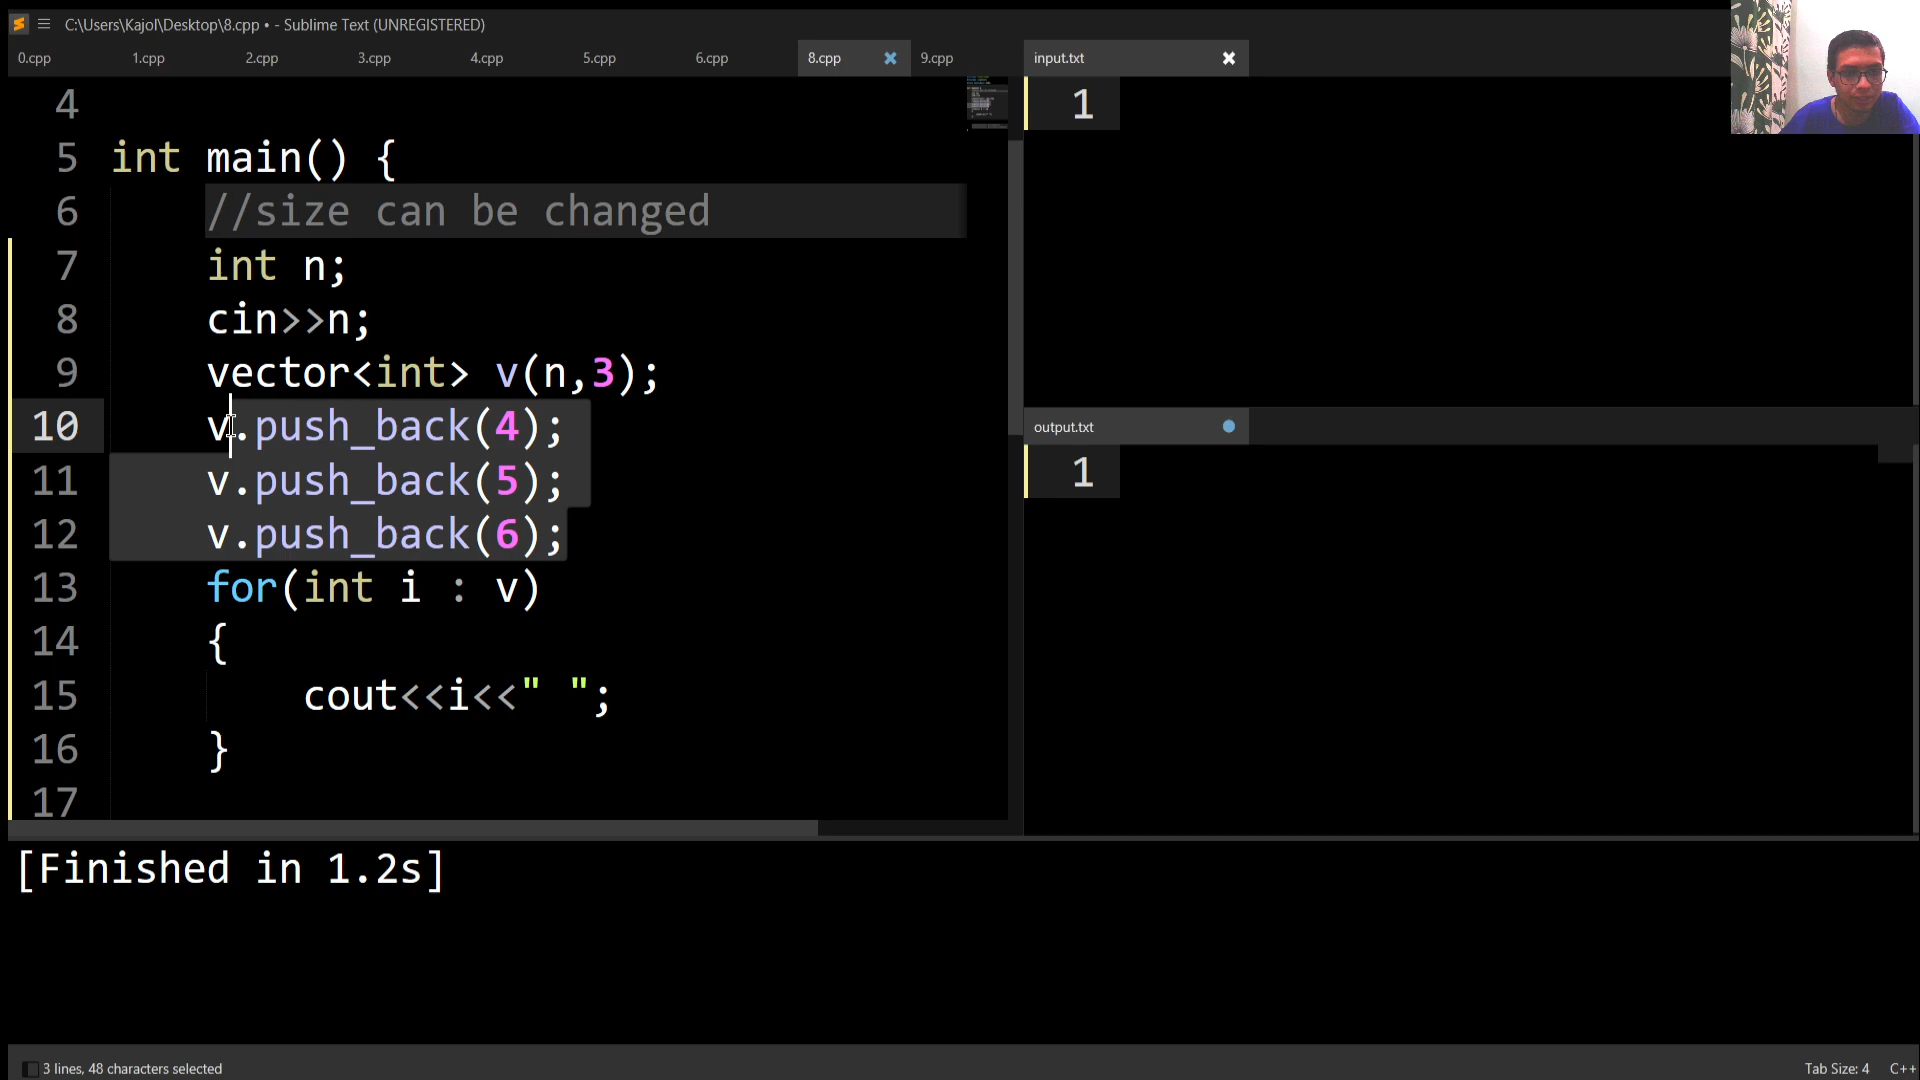 C:\Users\Kajol\Desktop\8.cpp • - Sublime Text (UNREGISTERED)
0.cpp 1.cpp 2.cpp 3.cpp 4.cpp 5.cpp 6.cpp 8.cpp 9.cpp
4
5 int main() {
6 //size can be changed
7 int n;
8 cin>>n;
9 vector<int> v(n,3);
10 v.push_back(4);
11 v.push_back(5);
12 v.push_back(6);
13 for(int i : v)
14 {
15 cout<<i<<" ";
16 }
17
input.txt
1
output.txt
1
[Finished in 1.2s]
3 lines, 48 characters selected
Tab Size: 4 C++